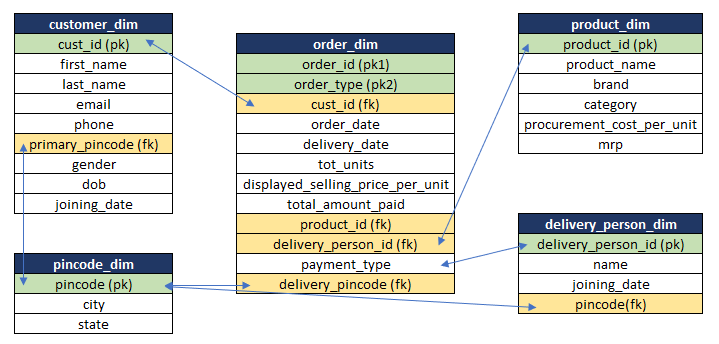 customer_dim
cust_id (pk)
first_name
last_name
email
phone
primary_pincode (fk)
gender
dob
joining_date
pincode_dim
pincode (pk)
city
state
order_dim
order_id (pk1)
order_type (pk2)
cust_id (fk)
order_date
delivery_date
tot_units
displayed_selling_price_per_unit
total_amount_paid
product_id (fk)
delivery_person_id (fk)
payment_type
delivery_pincode (fk)
product_dim
product_id (pk)
product_name
brand
category
procurement_cost_per_unit
mrp
delivery_person_dim
delivery_person_id (pk)
name
joining_date
pincode(fk)